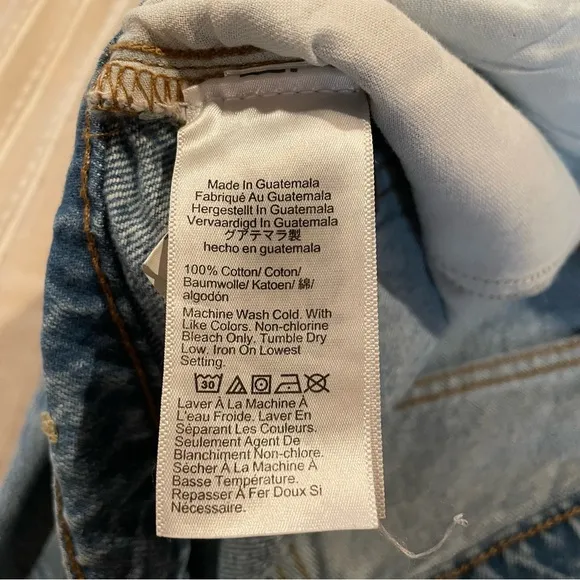 Made In Guatemala
Fabriqué Au Guatemala
Hergestellt In Guatemala
Vervaardigd In Guatemala
グアテマラ製
hecho en guatemala
100% Cotton/ Coton/
Baumwolle/ Katoen/ 綿/
algodón
Machine Wash Cold. With
Like Colors. Non-chlorine
Bleach Only. Tumble Dry
Low. Iron On Lowest
Setting.
30
Laver À La Machine À
L'eau Froide. Laver En
Séparant Les Couleurs.
Seulement Agent De
Blanchiment Non-chlore.
Sécher À La Machine À
Basse Température.
Repasser À Fer Doux Si
Nécessaire.